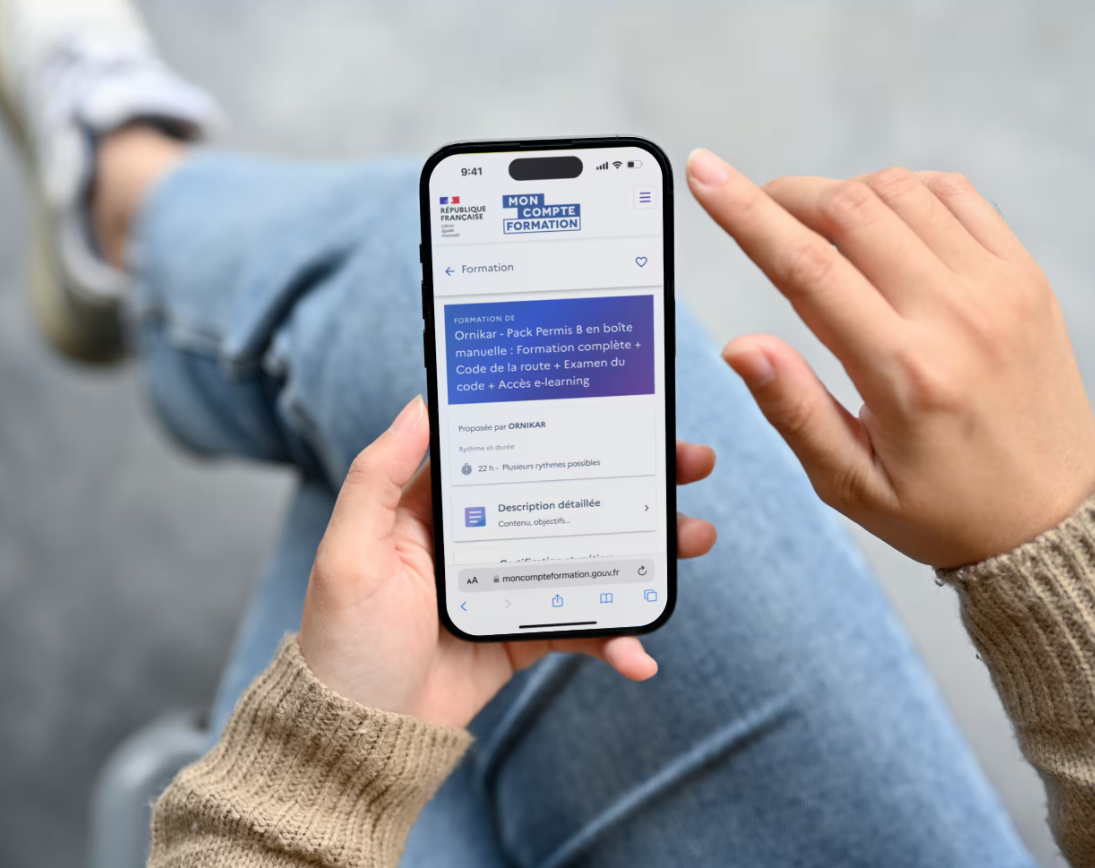 9:41
RÉPUBLIQUE
FRANÇAISE
Liberté
Égalité
Fraternité
MON
COMPTE
FORMATION
Formation
FORMATION DE
Ornikar - Pack Permis B en boîte
manuelle : Formation complète +
Code de la route + Examen du
code + Accès e-learning
Proposée par ORNIKAR
Rythme et durée
22 h - Plusieurs rythmes possibles
Description détaillée
Contenu, objectifs...
AA moncompteformation.gouv.fr